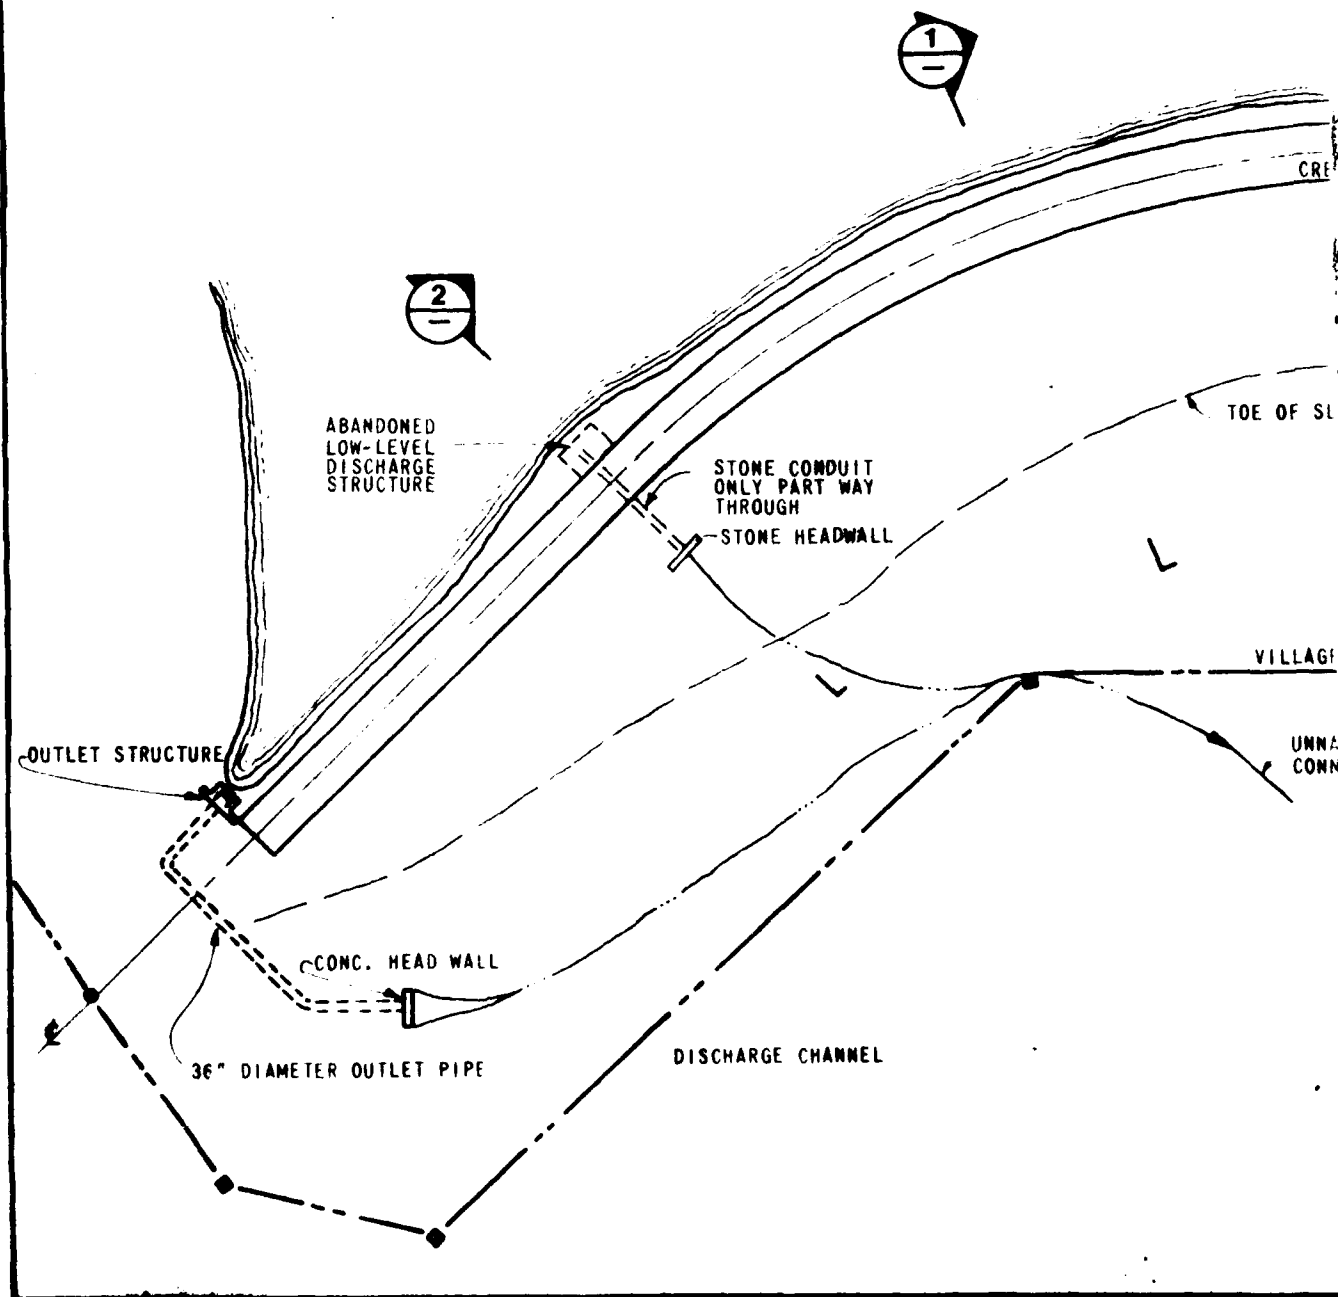 1
—
CRE
2
—
ABANDONED
LOW-LEVEL
DISCHARGE
STRUCTURE
TOE OF SL
STONE CONDUIT
ONLY PART WAY
THROUGH
STONE HEADWALL
VILLAGE
OUTLET STRUCTURE
UNNA
CONN
CONC. HEAD WALL
DISCHARGE CHANNEL
36" DIAMETER OUTLET PIPE